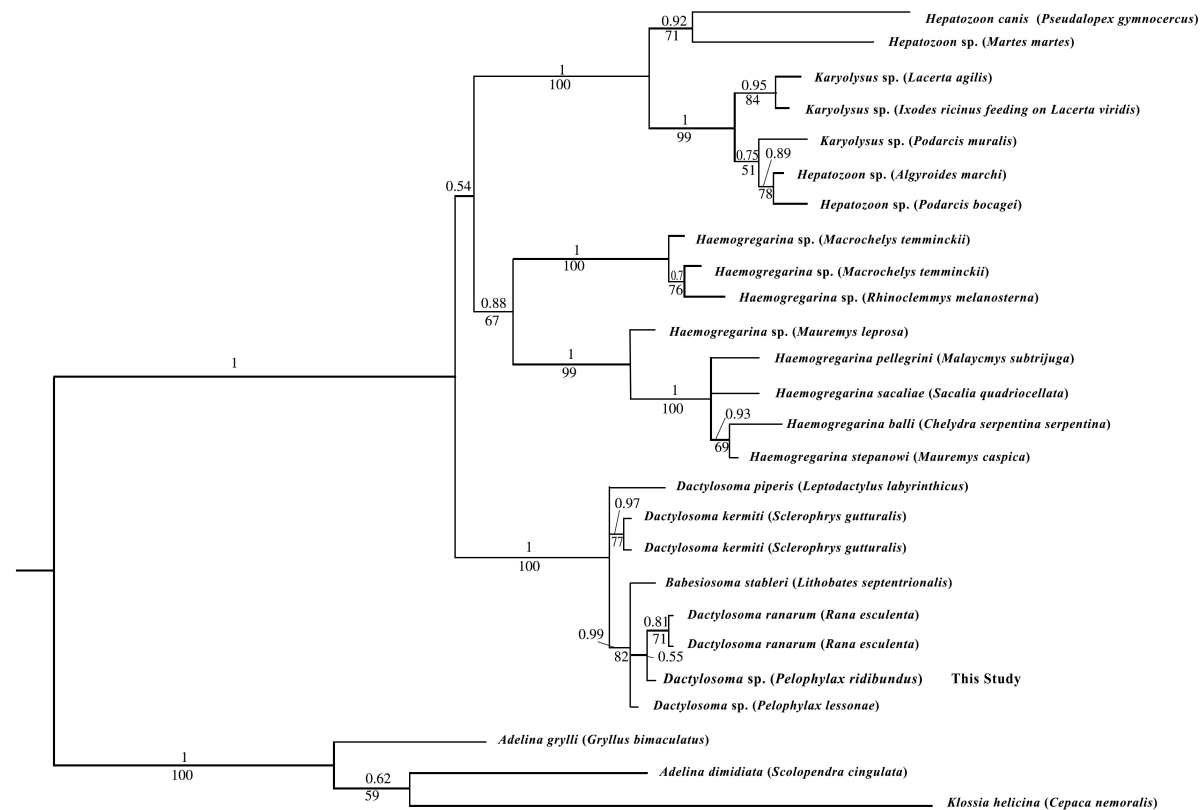 0.92
71
Hepatozoon canis (Pseudalopex gymnocercus)
Hepatozoon sp. (Martes martes)
1
100
0.95
84
Karyolysus sp. (Lacerta agilis)
Karyolysus sp. (Ixodes ricinus feeding on Lacerta viridis)
1
99
Karyolysus sp. (Podarcis muralis)
0.75
51
0.89
78
Hepatozoon sp. (Algyroides marchi)
Hepatozoon sp. (Podarcis bocagei)
0.54
Haemogregarina sp. (Macrochelys temminckii)
1
100
0.7
76
Haemogregarina sp. (Macrochelys temminckii)
Haemogregarina sp. (Rhinoclemmys melanosterna)
0.88
67
Haemogregarina sp. (Mauremys leprosa)
1
99
Haemogregarina pellegrini (Malaycmys subtrijuga)
1
100
Haemogregarina sacaliae (Sacalia quadriocellata)
0.93
69
Haemogregarina balli (Chelydra serpentina serpentina)
Haemogregarina stepanowi (Mauremys caspica)
1
Dactylosoma piperis (Leptodactylus labyrinthicus)
0.97
77
Dactylosoma kermiti (Sclerophrys gutturalis)
Dactylosoma kermiti (Sclerophrys gutturalis)
1
100
Babesiosoma stableri (Lithobates septentrionalis)
0.81
71
Dactylosoma ranarum (Rana esculenta)
Dactylosoma ranarum (Rana esculenta)
0.99
82
0.55
Dactylosoma sp. (Pelophylax ridibundus) This Study
Dactylosoma sp. (Pelophylax lessonae)
Adelina grylli (Gryllus bimaculatus)
1
100
0.62
59
Adelina dimidiata (Scolopendra cingulata)
Klossia helicina (Cepaca nemoralis)